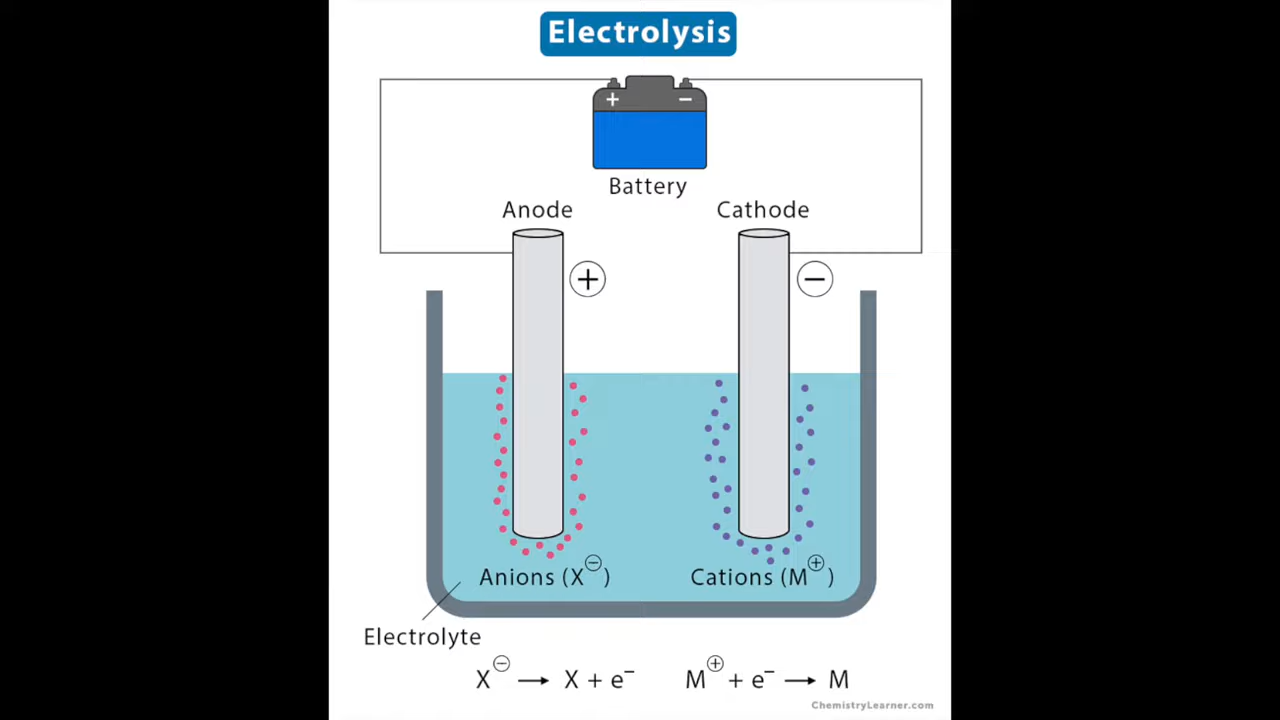 Electrolysis
+ −
Battery
Anode Cathode
+ −
Anions (X⊖) Cations (M⊕)
Electrolyte
X⊖ → X + e⁻ M⊕ + e⁻ → M
ChemistryLearner.com